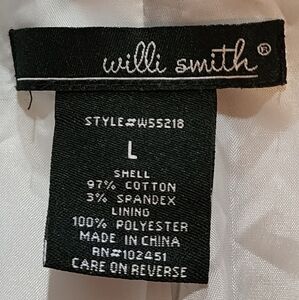 willi smith®
STYLE#W55218
L
SHELL
97% COTTON
3% SPANDEX
LINING
100% POLYESTER
MADE IN CHINA
RN#102451
CARE ON REVERSE